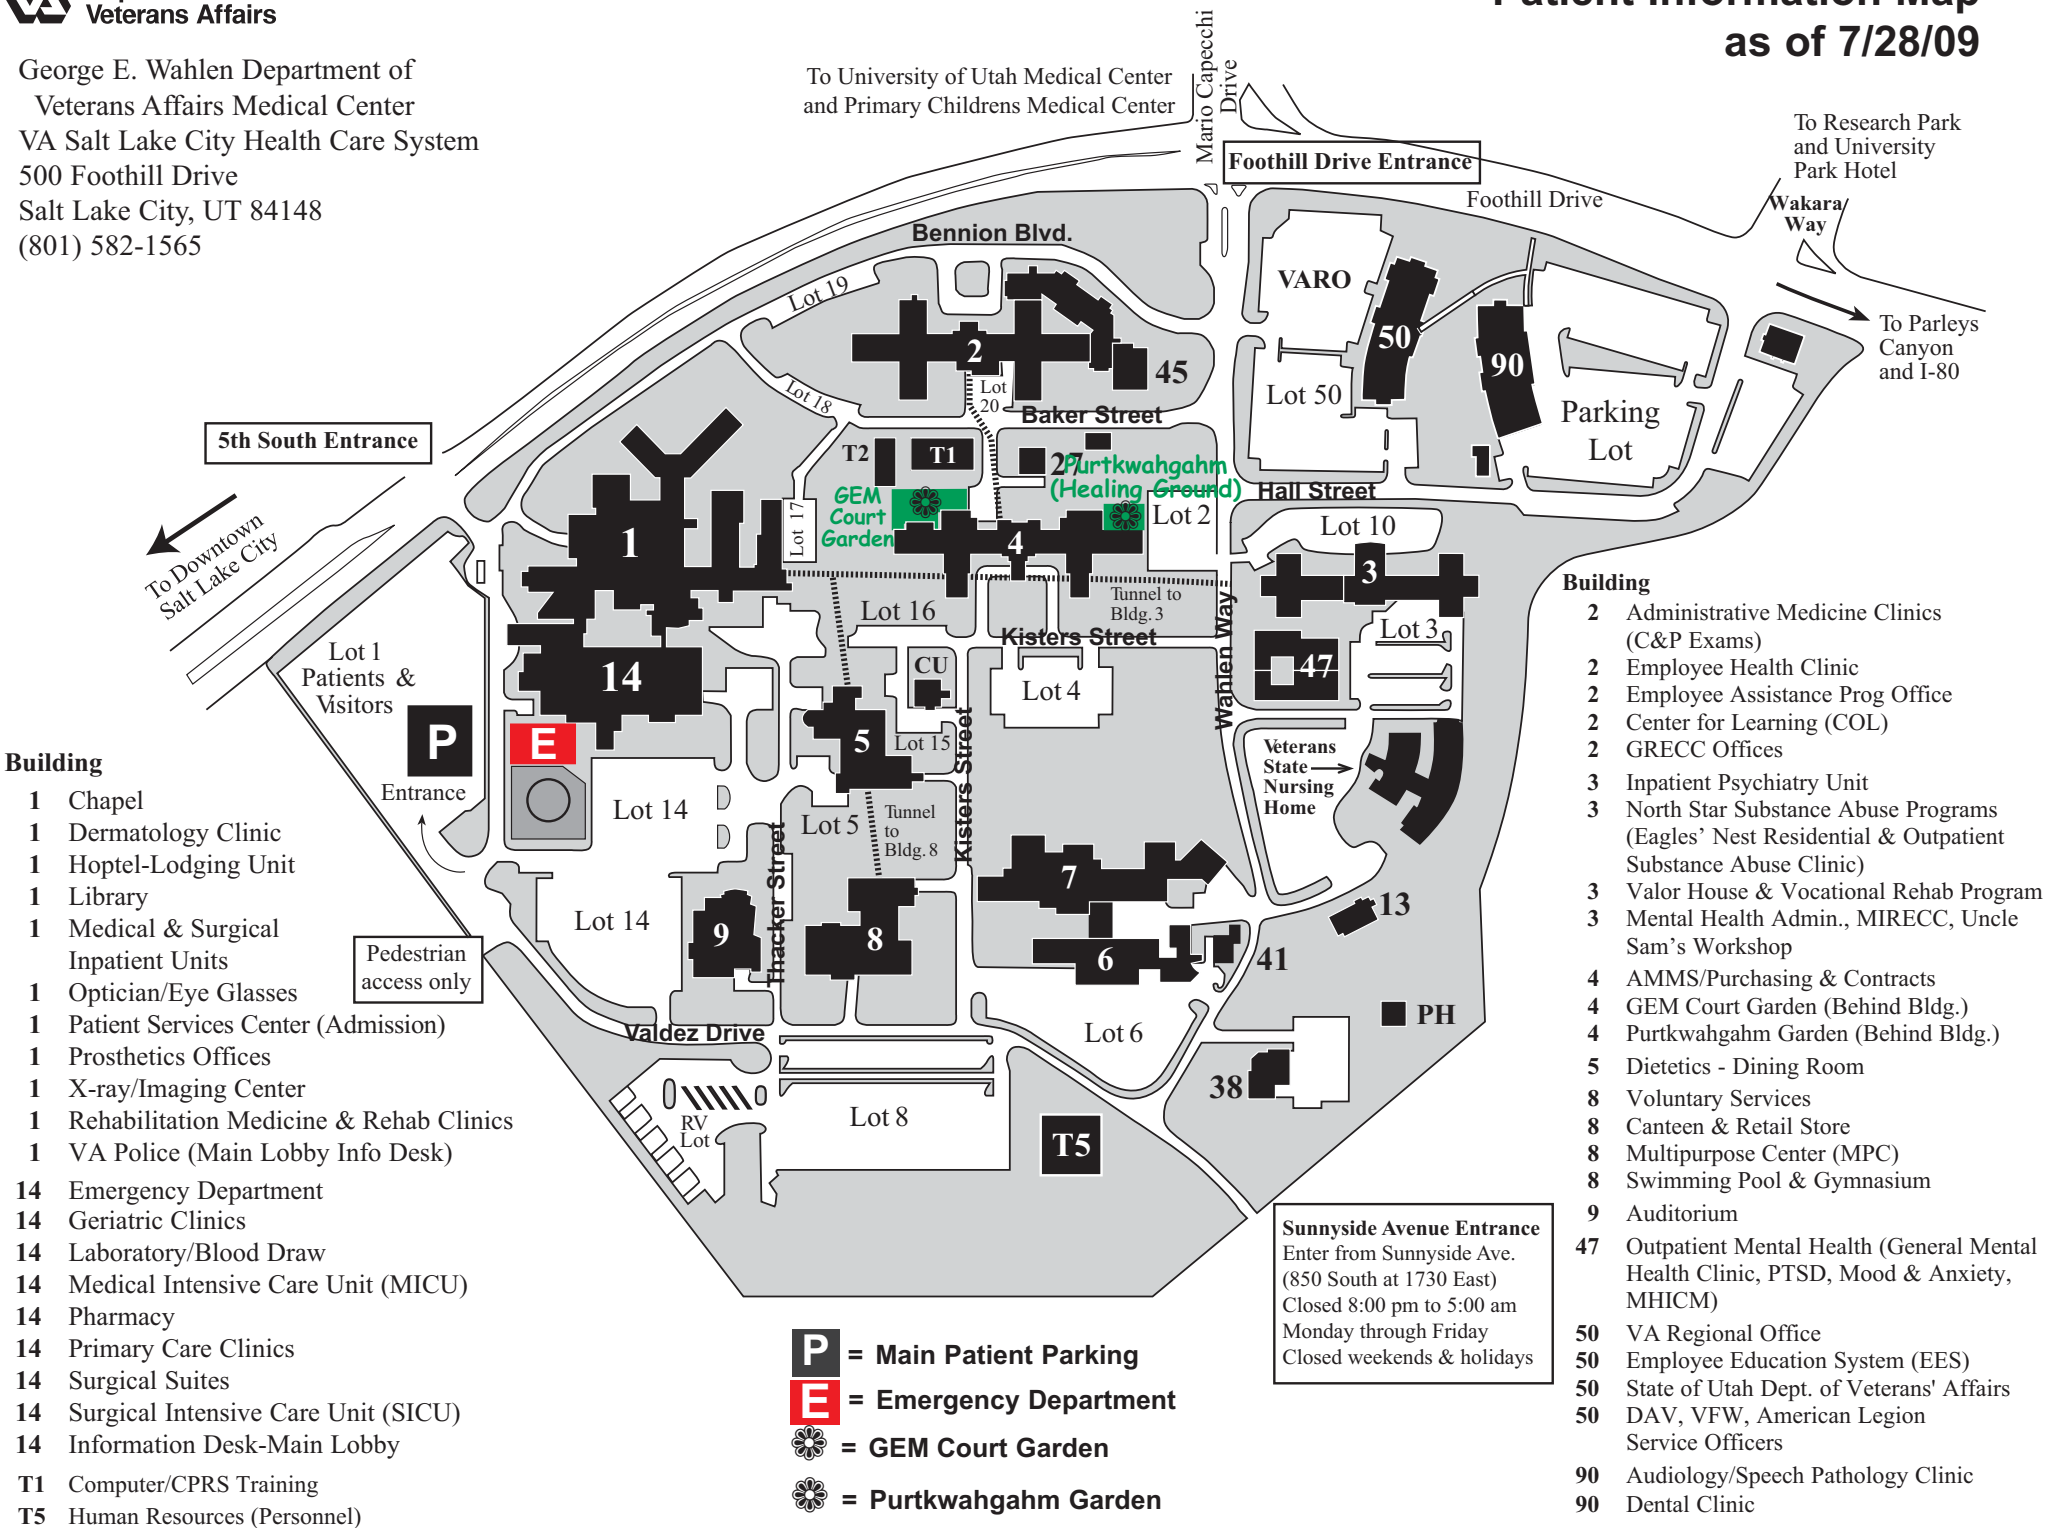 Veterans Affairs
Patient Information Map
as of 7/28/09
George E. Wahlen Department of
Veterans Affairs Medical Center
VA Salt Lake City Health Care System
500 Foothill Drive
Salt Lake City, UT 84148
(801) 582-1565
To University of Utah Medical Center
and Primary Childrens Medical Center
Mario Capecchi
Drive
Foothill Drive Entrance
Foothill Drive
To Research Park
and University
Park Hotel
Wakara
Way
To Parleys
Canyon
and I-80
Bennion Blvd.
Lot 19
VARO
50
90
2
45
Lot
20
Lot 18
Lot 50
Parking
Lot
Baker Street
5th South Entrance
T2
T1
27
Purtkwahgahm
(Healing Ground)
GEM
Court
Garden
Hall Street
Lot 17
Lot 2
Lot 10
1
4
3
To Downtown
Salt Lake City
Tunnel to
Bldg. 3
Lot 16
Kisters Street
Wahlen Way
Lot 3
Lot 1
Patients &
Visitors
14
CU
Lot 4
47
P
E
Entrance
5
Lot 15
Kisters Street
Veterans
State
Nursing
Home
Lot 14
Lot 5
Tunnel
to
Bldg. 8
Thacker Street
7
13
Lot 14
9
8
6
41
Pedestrian
access only
Valdez Drive
Lot 6
PH
38
RV
Lot
Lot 8
T5
Building
1 Chapel
1 Dermatology Clinic
1 Hoptel-Lodging Unit
1 Library
1 Medical & Surgical
Inpatient Units
1 Optician/Eye Glasses
1 Patient Services Center (Admission)
1 Prosthetics Offices
1 X-ray/Imaging Center
1 Rehabilitation Medicine & Rehab Clinics
1 VA Police (Main Lobby Info Desk)
14 Emergency Department
14 Geriatric Clinics
14 Laboratory/Blood Draw
14 Medical Intensive Care Unit (MICU)
14 Pharmacy
14 Primary Care Clinics
14 Surgical Suites
14 Surgical Intensive Care Unit (SICU)
14 Information Desk-Main Lobby
T1 Computer/CPRS Training
T5 Human Resources (Personnel)
P = Main Patient Parking
E = Emergency Department
= GEM Court Garden
= Purtkwahgahm Garden
Sunnyside Avenue Entrance
Enter from Sunnyside Ave.
(850 South at 1730 East)
Closed 8:00 pm to 5:00 am
Monday through Friday
Closed weekends & holidays
Building
2 Administrative Medicine Clinics
(C&P Exams)
2 Employee Health Clinic
2 Employee Assistance Prog Office
2 Center for Learning (COL)
2 GRECC Offices
3 Inpatient Psychiatry Unit
3 North Star Substance Abuse Programs
(Eagles' Nest Residential & Outpatient
Substance Abuse Clinic)
3 Valor House & Vocational Rehab Program
3 Mental Health Admin., MIRECC, Uncle
Sam's Workshop
4 AMMS/Purchasing & Contracts
4 GEM Court Garden (Behind Bldg.)
4 Purtkwahgahm Garden (Behind Bldg.)
5 Dietetics - Dining Room
8 Voluntary Services
8 Canteen & Retail Store
8 Multipurpose Center (MPC)
8 Swimming Pool & Gymnasium
9 Auditorium
47 Outpatient Mental Health (General Mental
Health Clinic, PTSD, Mood & Anxiety,
MHICM)
50 VA Regional Office
50 Employee Education System (EES)
50 State of Utah Dept. of Veterans' Affairs
50 DAV, VFW, American Legion
Service Officers
90 Audiology/Speech Pathology Clinic
90 Dental Clinic